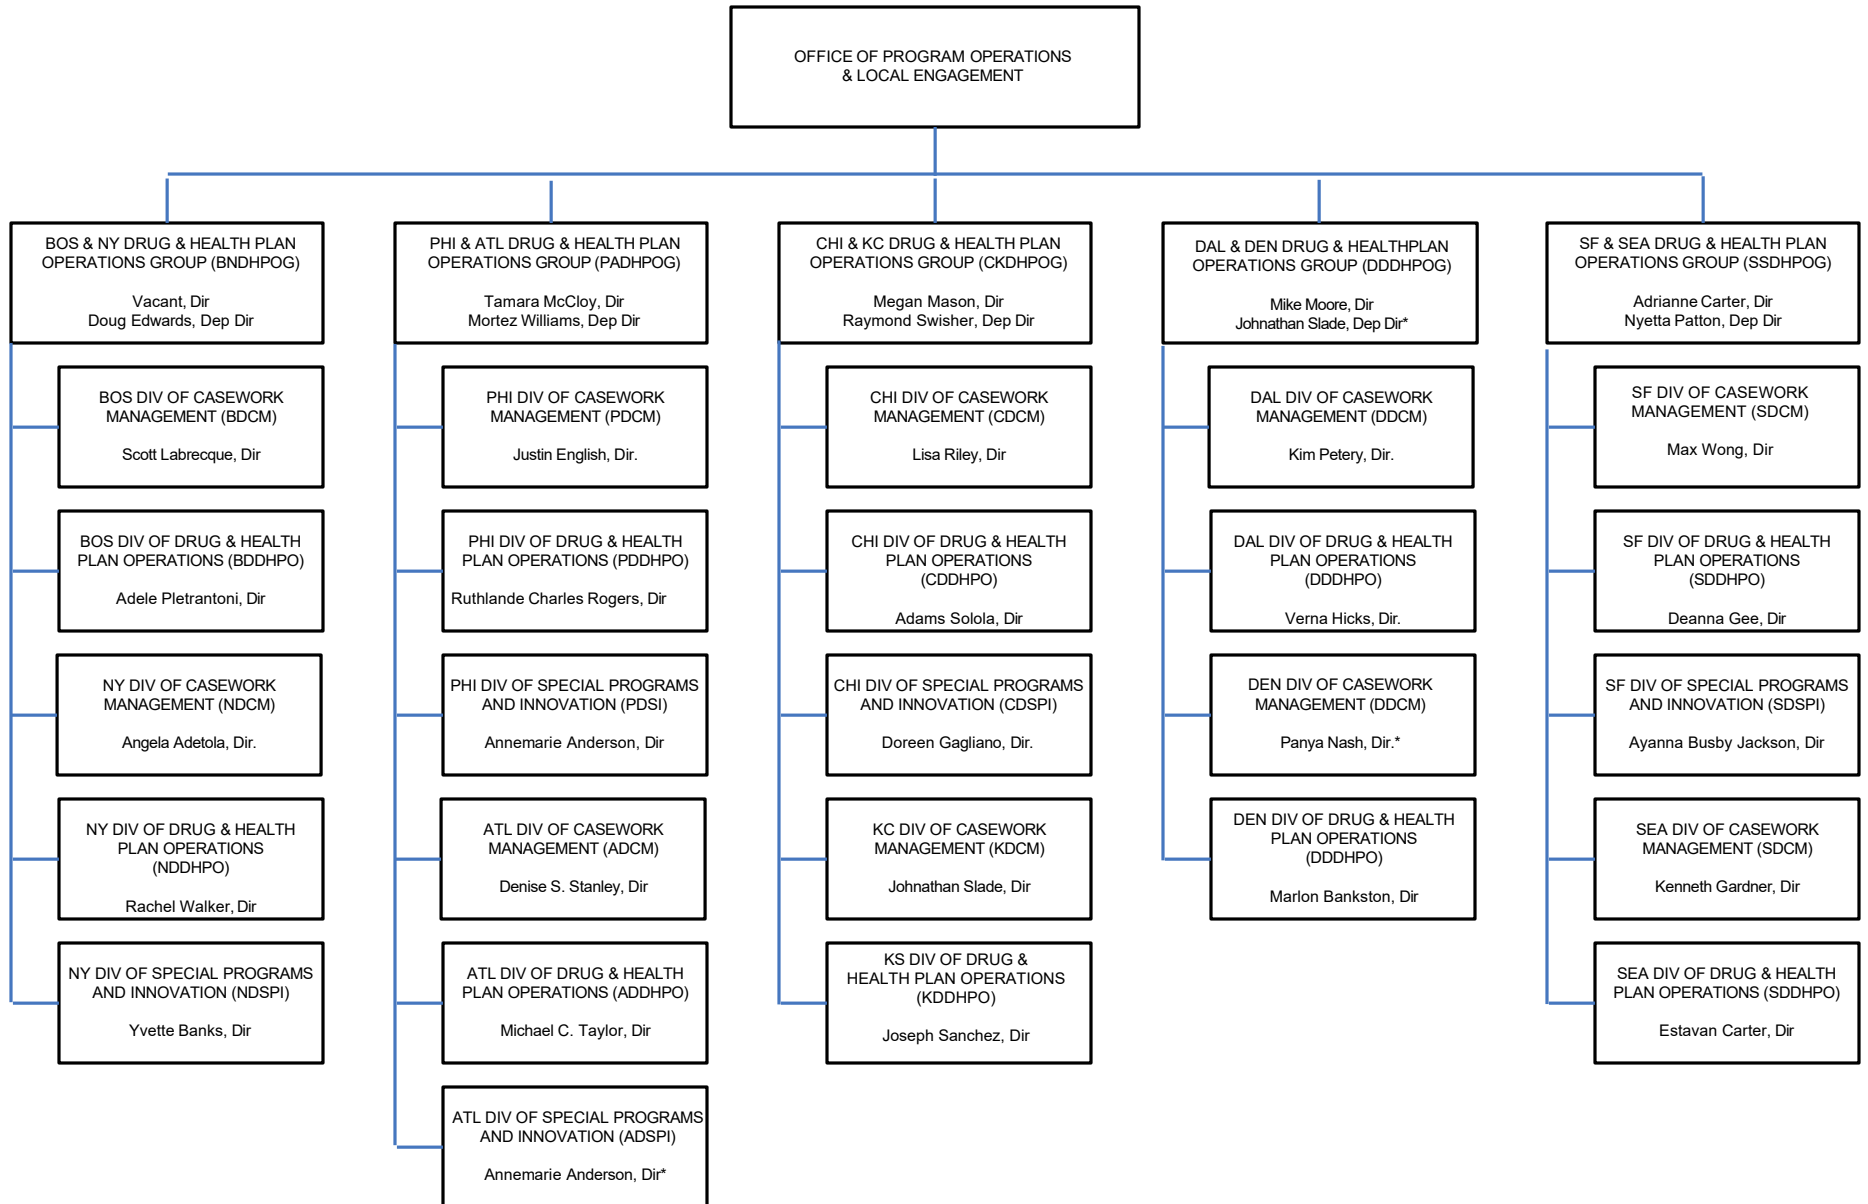 OFFICE OF PROGRAM OPERATIONS
& LOCAL ENGAGEMENT
BOS & NY DRUG & HEALTH PLAN
OPERATIONS GROUP (BNDHPOG)
Vacant, Dir
Doug Edwards, Dep Dir
BOS DIV OF CASEWORK
MANAGEMENT (BDCM)
Scott Labrecque, Dir
BOS DIV OF DRUG & HEALTH
PLAN OPERATIONS (BDDHPO)
Adele Pletrantoni, Dir
NY DIV OF CASEWORK
MANAGEMENT (NDCM)
Angela Adetola, Dir.
NY DIV OF DRUG & HEALTH
PLAN OPERATIONS
(NDDHPO)
Rachel Walker, Dir
NY DIV OF SPECIAL PROGRAMS
AND INNOVATION (NDSPI)
Yvette Banks, Dir
PHI & ATL DRUG & HEALTH PLAN
OPERATIONS GROUP (PADHPOG)
Tamara McCloy, Dir
Mortez Williams, Dep Dir
PHI DIV OF CASEWORK
MANAGEMENT (PDCM)
Justin English, Dir.
PHI DIV OF DRUG & HEALTH
PLAN OPERATIONS (PDDHPO)
Ruthlande Charles Rogers, Dir
PHI DIV OF SPECIAL PROGRAMS
AND INNOVATION (PDSI)
Annemarie Anderson, Dir
ATL DIV OF CASEWORK
MANAGEMENT (ADCM)
Denise S. Stanley, Dir
ATL DIV OF DRUG & HEALTH
PLAN OPERATIONS (ADDHPO)
Michael C. Taylor, Dir
ATL DIV OF SPECIAL PROGRAMS
AND INNOVATION (ADSPI)
Annemarie Anderson, Dir*
CHI & KC DRUG & HEALTH PLAN
OPERATIONS GROUP (CKDHPOG)
Megan Mason, Dir
Raymond Swisher, Dep Dir
CHI DIV OF CASEWORK
MANAGEMENT (CDCM)
Lisa Riley, Dir
CHI DIV OF DRUG & HEALTH
PLAN OPERATIONS
(CDDHPO)
Adams Solola, Dir
CHI DIV OF SPECIAL PROGRAMS
AND INNOVATION (CDSPI)
Doreen Gagliano, Dir.
KC DIV OF CASEWORK
MANAGEMENT (KDCM)
Johnathan Slade, Dir
KS DIV OF DRUG &
HEALTH PLAN OPERATIONS
(KDDHPO)
Joseph Sanchez, Dir
DAL & DEN DRUG & HEALTHPLAN
OPERATIONS GROUP (DDDHPOG)
Mike Moore, Dir
Johnathan Slade, Dep Dir*
DAL DIV OF CASEWORK
MANAGEMENT (DDCM)
Kim Petery, Dir.
DAL DIV OF DRUG & HEALTH
PLAN OPERATIONS
(DDDHPO)
Verna Hicks, Dir.
DEN DIV OF CASEWORK
MANAGEMENT (DDCM)
Panya Nash, Dir.*
DEN DIV OF DRUG & HEALTH
PLAN OPERATIONS
(DDDHPO)
Marlon Bankston, Dir
SF & SEA DRUG & HEALTH PLAN
OPERATIONS GROUP (SSDHPOG)
Adrianne Carter, Dir
Nyetta Patton, Dep Dir
SF DIV OF CASEWORK
MANAGEMENT (SDCM)
Max Wong, Dir
SF DIV OF DRUG & HEALTH
PLAN OPERATIONS
(SDDHPO)
Deanna Gee, Dir
SF DIV OF SPECIAL PROGRAMS
AND INNOVATION (SDSPI)
Ayanna Busby Jackson, Dir
SEA DIV OF CASEWORK
MANAGEMENT (SDCM)
Kenneth Gardner, Dir
SEA DIV OF DRUG & HEALTH
PLAN OPERATIONS (SDDHPO)
Estavan Carter, Dir